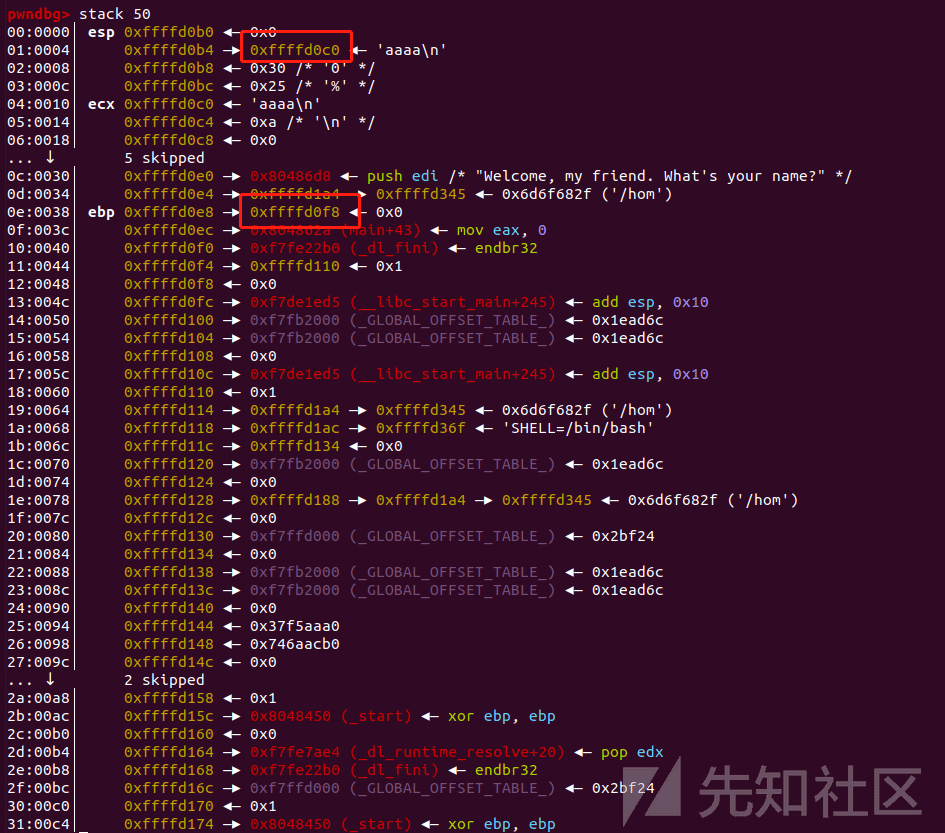 pwndbg> stack 50
00:0000│ esp 0xffffd0b0 ◂— 0x0
01:0004│     0xffffd0b4 —▸ 0xffffd0c0 ◂— 'aaaa\n'
02:0008│     0xffffd0b8 ◂— 0x30 /* '0' */
03:000c│     0xffffd0bc ◂— 0x25 /* '%' */
04:0010│ ecx 0xffffd0c0 ◂— 'aaaa\n'
05:0014│     0xffffd0c4 ◂— 0xa /* '\n' */
06:0018│     0xffffd0c8 ◂— 0x0
... ↓        5 skipped
0c:0030│     0xffffd0e0 —▸ 0x80486d8 ◂— push edi /* "Welcome, my friend. What's your name?" */
0d:0034│     0xffffd0e4 —▸ 0xffffd1a4 —▸ 0xffffd345 ◂— 0x6d6f682f ('/hom')
0e:0038│ ebp 0xffffd0e8 —▸ 0xffffd0f8 ◂— 0x0
0f:003c│     0xffffd0ec —▸ 0x804862a (main+43) ◂— mov eax, 0
10:0040│     0xffffd0f0 —▸ 0xf7fe22b0 (_dl_fini) ◂— endbr32
11:0044│     0xffffd0f4 —▸ 0xffffd110 ◂— 0x1
12:0048│     0xffffd0f8 ◂— 0x0
13:004c│     0xffffd0fc —▸ 0xf7de1ed5 (__libc_start_main+245) ◂— add esp, 0x10
14:0050│     0xffffd100 —▸ 0xf7fb2000 (_GLOBAL_OFFSET_TABLE_) ◂— 0x1ead6c
15:0054│     0xffffd104 —▸ 0xf7fb2000 (_GLOBAL_OFFSET_TABLE_) ◂— 0x1ead6c
16:0058│     0xffffd108 ◂— 0x0
17:005c│     0xffffd10c —▸ 0xf7de1ed5 (__libc_start_main+245) ◂— add esp, 0x10
18:0060│     0xffffd110 ◂— 0x1
19:0064│     0xffffd114 —▸ 0xffffd1a4 —▸ 0xffffd345 ◂— 0x6d6f682f ('/hom')
1a:0068│     0xffffd118 —▸ 0xffffd1ac —▸ 0xffffd36f ◂— 'SHELL=/bin/bash'
1b:006c│     0xffffd11c —▸ 0xffffd134 ◂— 0x0
1c:0070│     0xffffd120 —▸ 0xf7fb2000 (_GLOBAL_OFFSET_TABLE_) ◂— 0x1ead6c
1d:0074│     0xffffd124 ◂— 0x0
1e:0078│     0xffffd128 —▸ 0xffffd188 —▸ 0xffffd1a4 —▸ 0xffffd345 ◂— 0x6d6f682f ('/hom')
1f:007c│     0xffffd12c ◂— 0x0
20:0080│     0xffffd130 —▸ 0xf7ffd000 (_GLOBAL_OFFSET_TABLE_) ◂— 0x2bf24
21:0084│     0xffffd134 ◂— 0x0
22:0088│     0xffffd138 —▸ 0xf7fb2000 (_GLOBAL_OFFSET_TABLE_) ◂— 0x1ead6c
23:008c│     0xffffd13c —▸ 0xf7fb2000 (_GLOBAL_OFFSET_TABLE_) ◂— 0x1ead6c
24:0090│     0xffffd140 ◂— 0x0
25:0094│     0xffffd144 ◂— 0x37f5aaa0
26:0098│     0xffffd148 ◂— 0x746aacb0
27:009c│     0xffffd14c ◂— 0x0
... ↓        2 skipped
2a:00a8│     0xffffd158 ◂— 0x1
2b:00ac│     0xffffd15c —▸ 0x8048450 (_start) ◂— xor ebp, ebp
2c:00b0│     0xffffd160 ◂— 0x0
2d:00b4│     0xffffd164 —▸ 0xf7fe7ae4 (_dl_runtime_resolve+20) ◂— pop edx
2e:00b8│     0xffffd168 —▸ 0xf7fe22b0 (_dl_fini) ◂— endbr32
2f:00bc│     0xffffd16c —▸ 0xf7ffd000 (_GLOBAL_OFFSET_TABLE_) ◂— 0x2bf24
30:00c0│     0xffffd170 ◂— 0x1
31:00c4│     0xffffd174 —▸ 0x8048450 (_start) ◂— xor ebp, ebp
先知社区